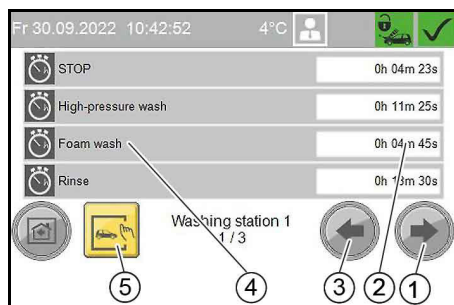 Fr 30.09.2022 10:42:52 4°C
STOP 0h 04m 23s
High-pressure wash 0h 11m 25s
Foam wash 0h 04m 45s
Rinse 0h 13m 30s
Washing station 1
1 / 3
5 4 3 2 1